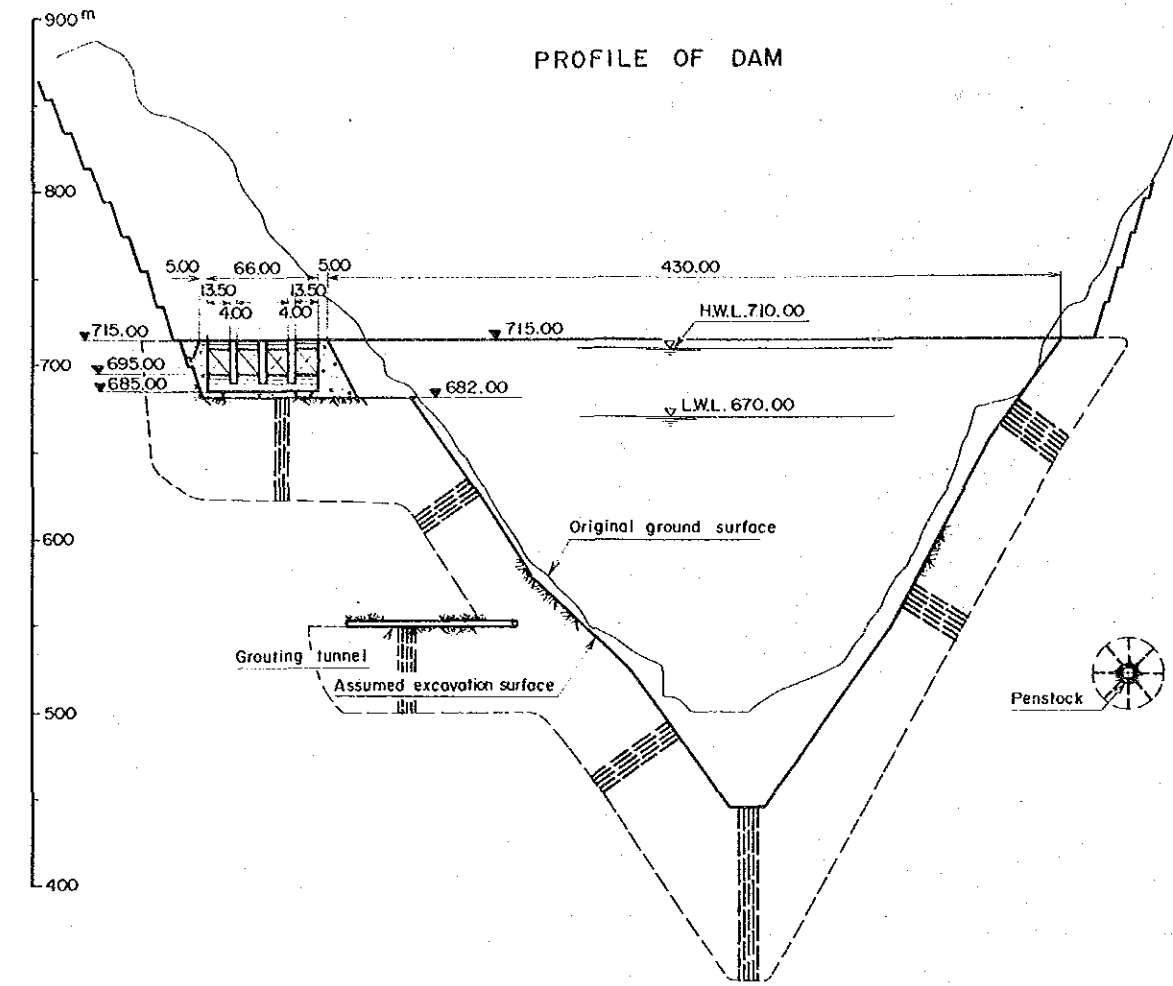 900 m
PROFILE OF DAM
800
5.00 66.00 5.00 430.00
13.50 13.50
4.00 4.00
H.W.L. 710.00
715.00 715.00
700
695.00
685.00 682.00
L.W.L. 670.00
600
Original ground surface
Grouting tunnel
Assumed excavation surface
Penstock
500
400